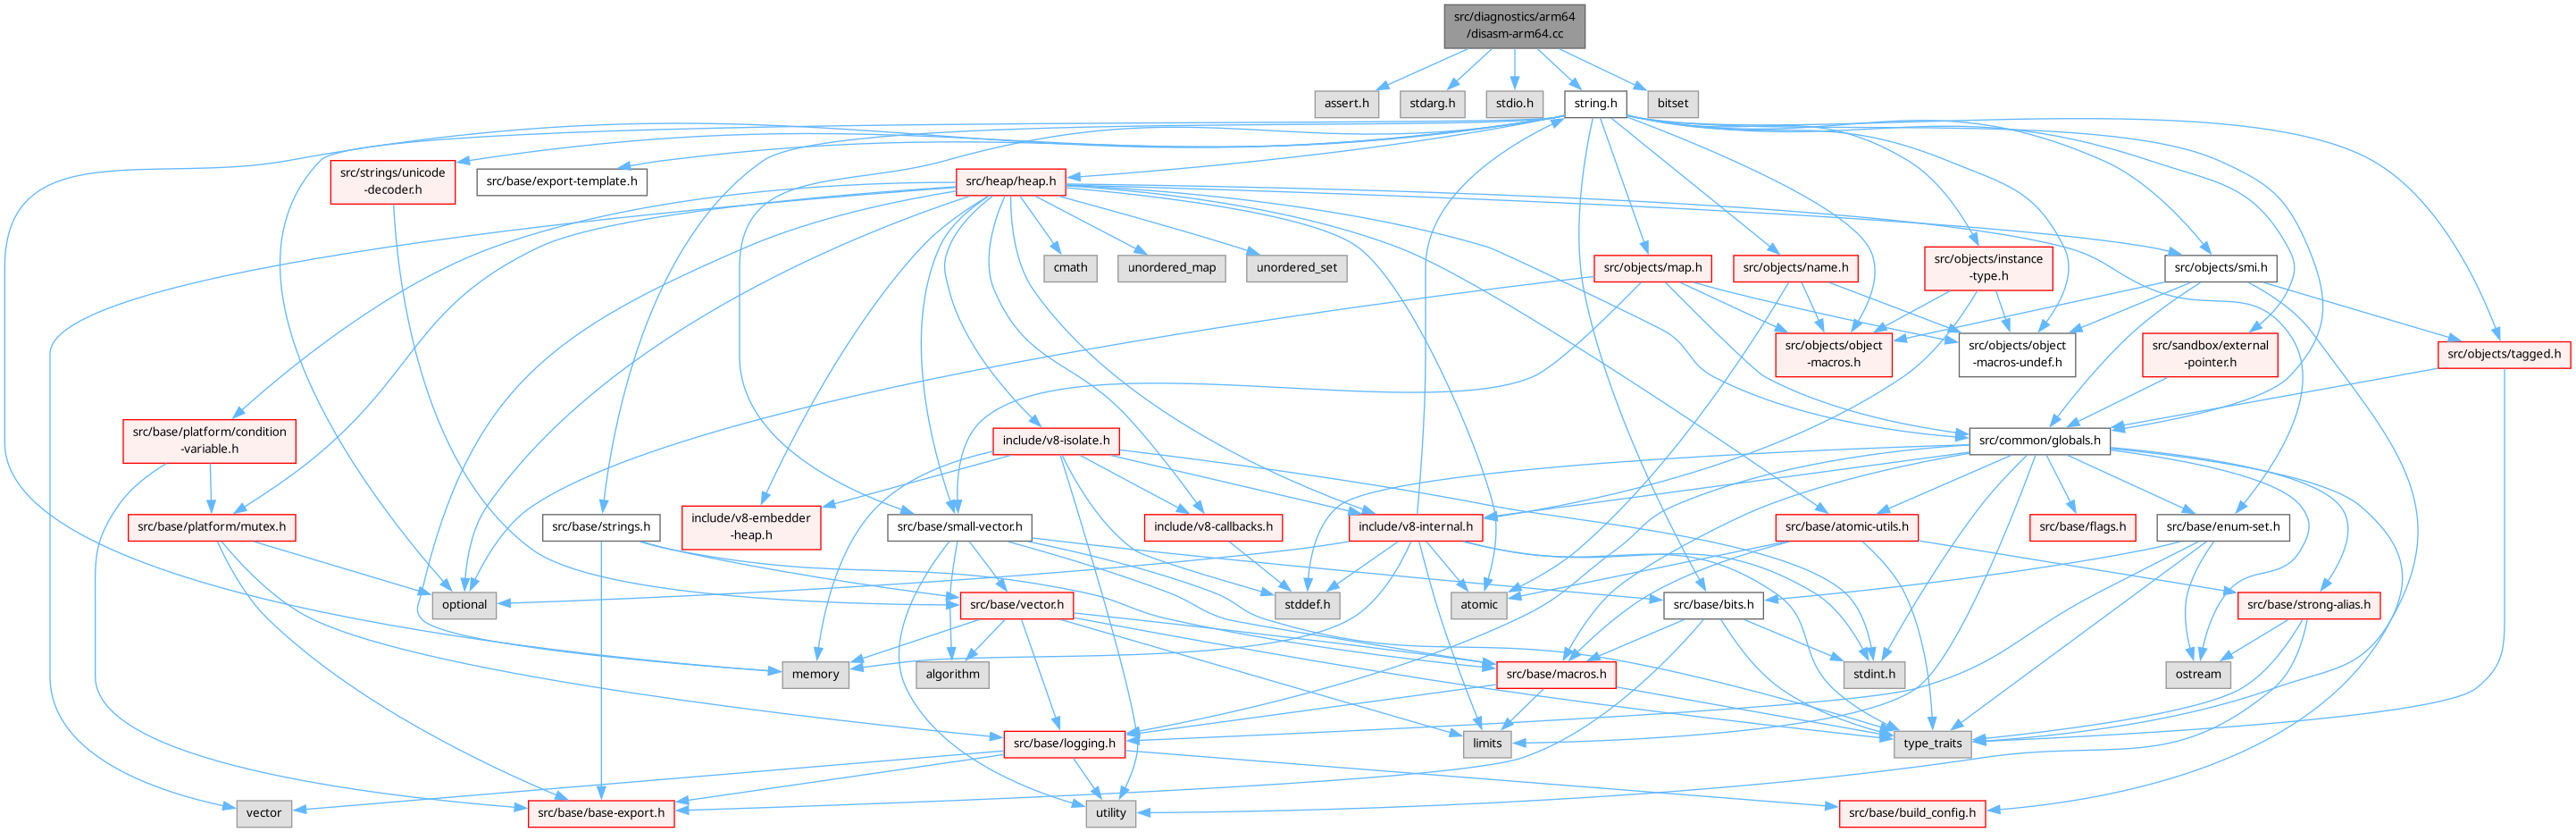 src/diagnostics/arm64
/disasm-arm64.cc
assert.h
stdarg.h
stdio.h
string.h
bitset
src/strings/unicode
-decoder.h
src/base/export-template.h
src/heap/heap.h
cmath
unordered_map
unordered_set
src/objects/map.h
src/objects/name.h
src/objects/instance
-type.h
src/objects/smi.h
src/objects/object
-macros.h
src/objects/object
-macros-undef.h
src/sandbox/external
-pointer.h
src/objects/tagged.h
src/base/platform/condition
-variable.h
include/v8-isolate.h
src/common/globals.h
src/base/platform/mutex.h
src/base/strings.h
include/v8-embedder
-heap.h
src/base/small-vector.h
include/v8-callbacks.h
include/v8-internal.h
src/base/atomic-utils.h
src/base/flags.h
src/base/enum-set.h
optional
src/base/vector.h
stddef.h
atomic
src/base/bits.h
src/base/strong-alias.h
memory
algorithm
src/base/macros.h
stdint.h
ostream
src/base/logging.h
limits
type_traits
vector
src/base/base-export.h
utility
src/base/build_config.h